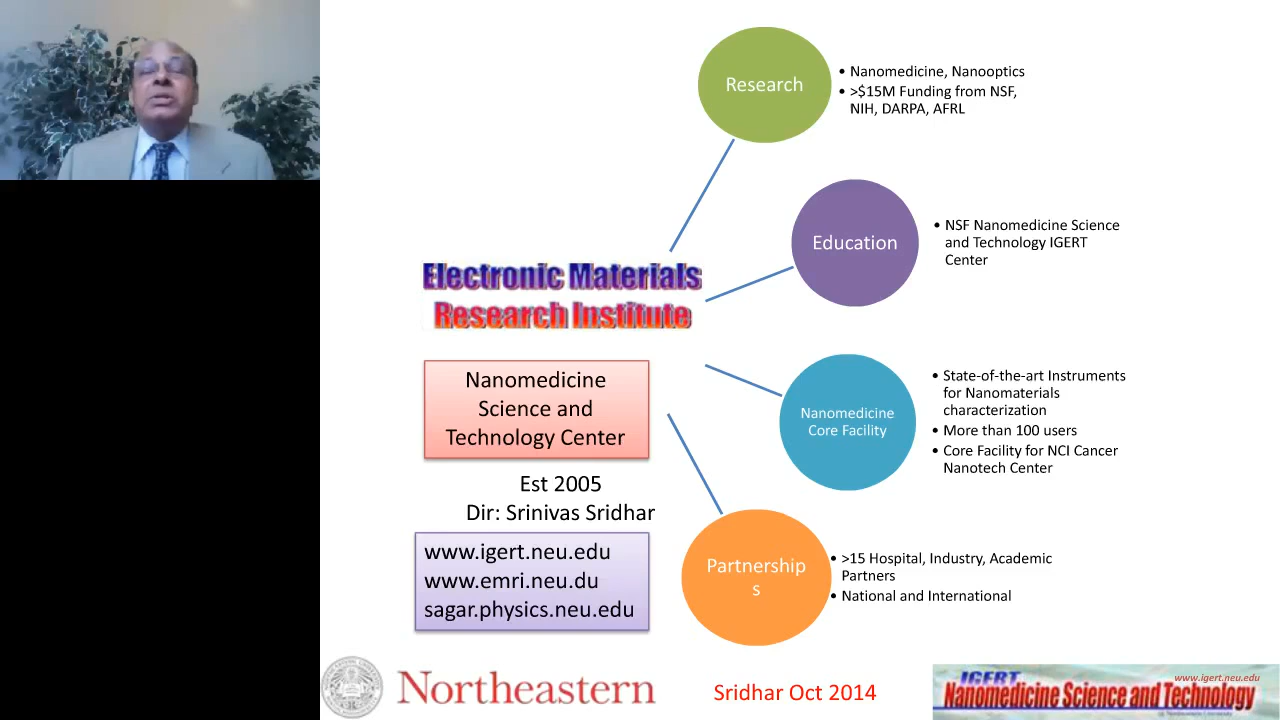 Research
• Nanomedicine, Nanooptics
• >$15M Funding from NSF,
NIH, DARPA, AFRL
Education
• NSF Nanomedicine Science
and Technology IGERT
Center
Electronic Materials
Research Institute
Nanomedicine
Science and
Technology Center
Est 2005
Dir: Srinivas Sridhar
www.igert.neu.edu
www.emri.neu.du
sagar.physics.neu.edu
Nanomedicine
Core Facility
• State-of-the-art Instruments
for Nanomaterials
characterization
• More than 100 users
• Core Facility for NCI Cancer
Nanotech Center
Partnership
s
• >15 Hospital, Industry, Academic
Partners
• National and International
Northeastern
Sridhar Oct 2014
IGERT
www.igert.neu.edu
Nanomedicine Science and Technology